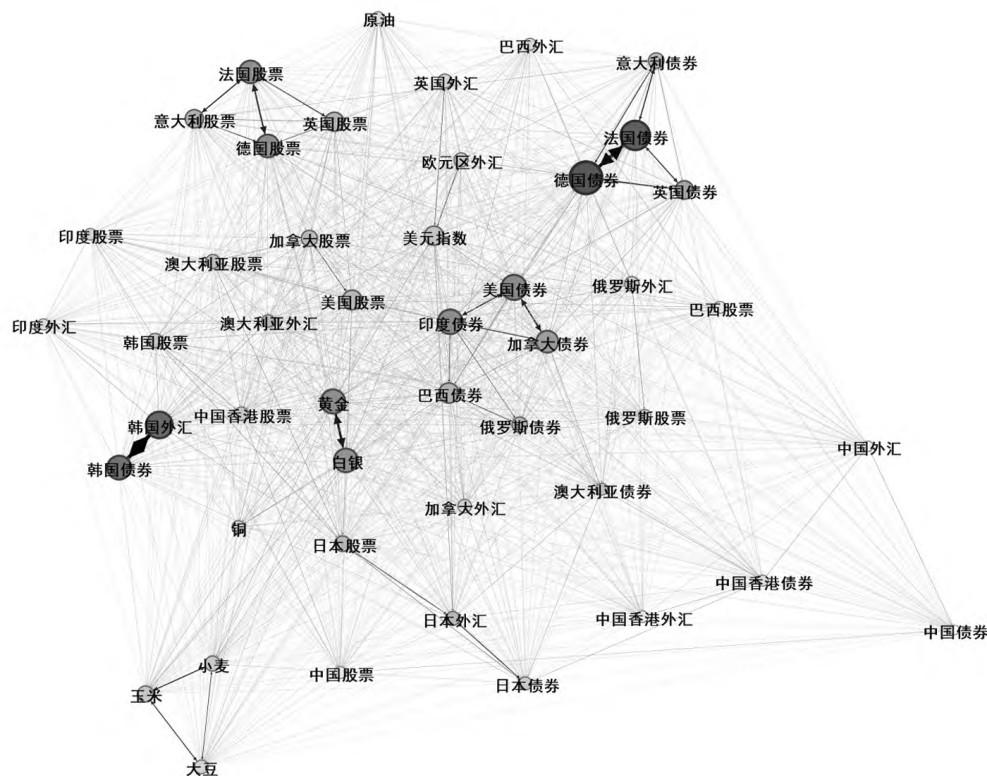 原油
巴西外汇
意大利债券
法国股票
英国外汇
意大利股票
英国股票
法国债券
德国股票
欧元区外汇
德国债券
英国债券
印度股票
加拿大股票
美元指数
澳大利亚股票
俄罗斯外汇
美国债券
美国股票
巴西股票
印度外汇
澳大利亚外汇
印度债券
韩国股票
加拿大债券
巴西债券
黄金
中国香港股票
俄罗斯股票
韩国外汇
俄罗斯债券
中国外汇
白银
韩国债券
澳大利亚债券
加拿大外汇
铜
日本股票
中国香港债券
日本外汇
中国香港外汇
中国债券
小麦
中国股票
日本债券
玉米
大豆